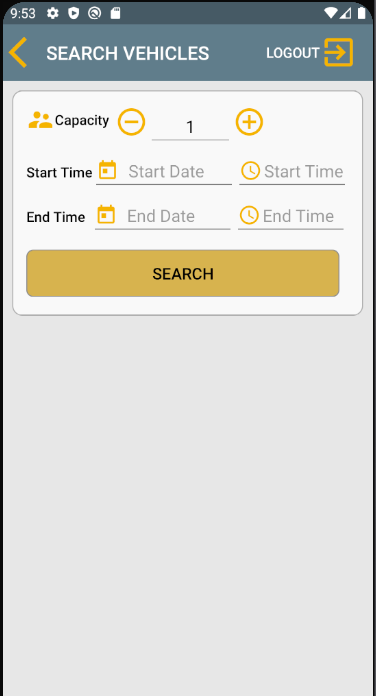 9:53
SEARCH VEHICLES LOGOUT
Capacity 1
Start Time Start Date Start Time
End Time End Date End Time
SEARCH